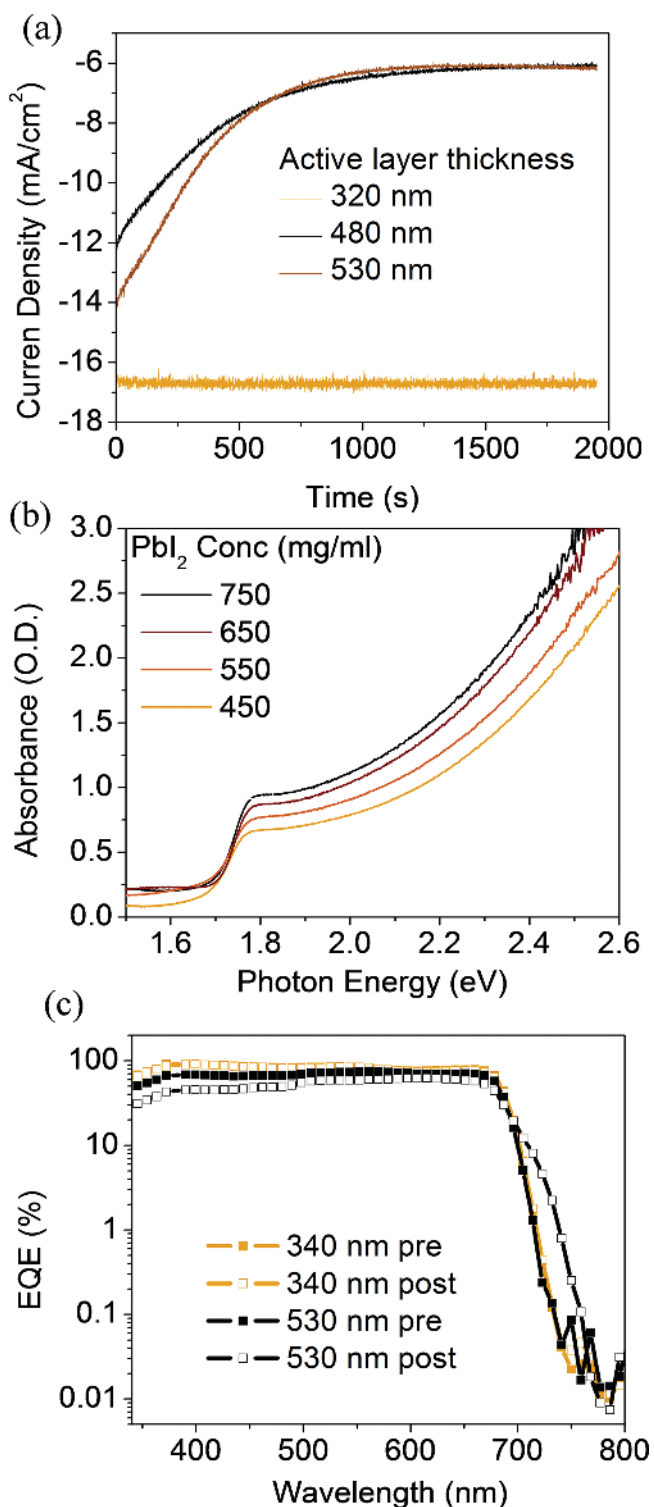 (a)
-6
-8
-10
-12
-14
-16
-18
Curren Density (mA/cm²)
Active layer thickness
320 nm
480 nm
530 nm
0 500 1000 1500 2000
Time (s)
(b)
3.0
2.5
2.0
1.5
1.0
0.5
0.0
Absorbance (O.D.)
PbI₂ Conc (mg/ml)
750
650
550
450
1.6 1.8 2.0 2.2 2.4 2.6
Photon Energy (eV)
(c)
100
10
1
0.1
0.01
EQE (%)
340 nm pre
340 nm post
530 nm pre
530 nm post
400 500 600 700 800
Wavelength (nm)